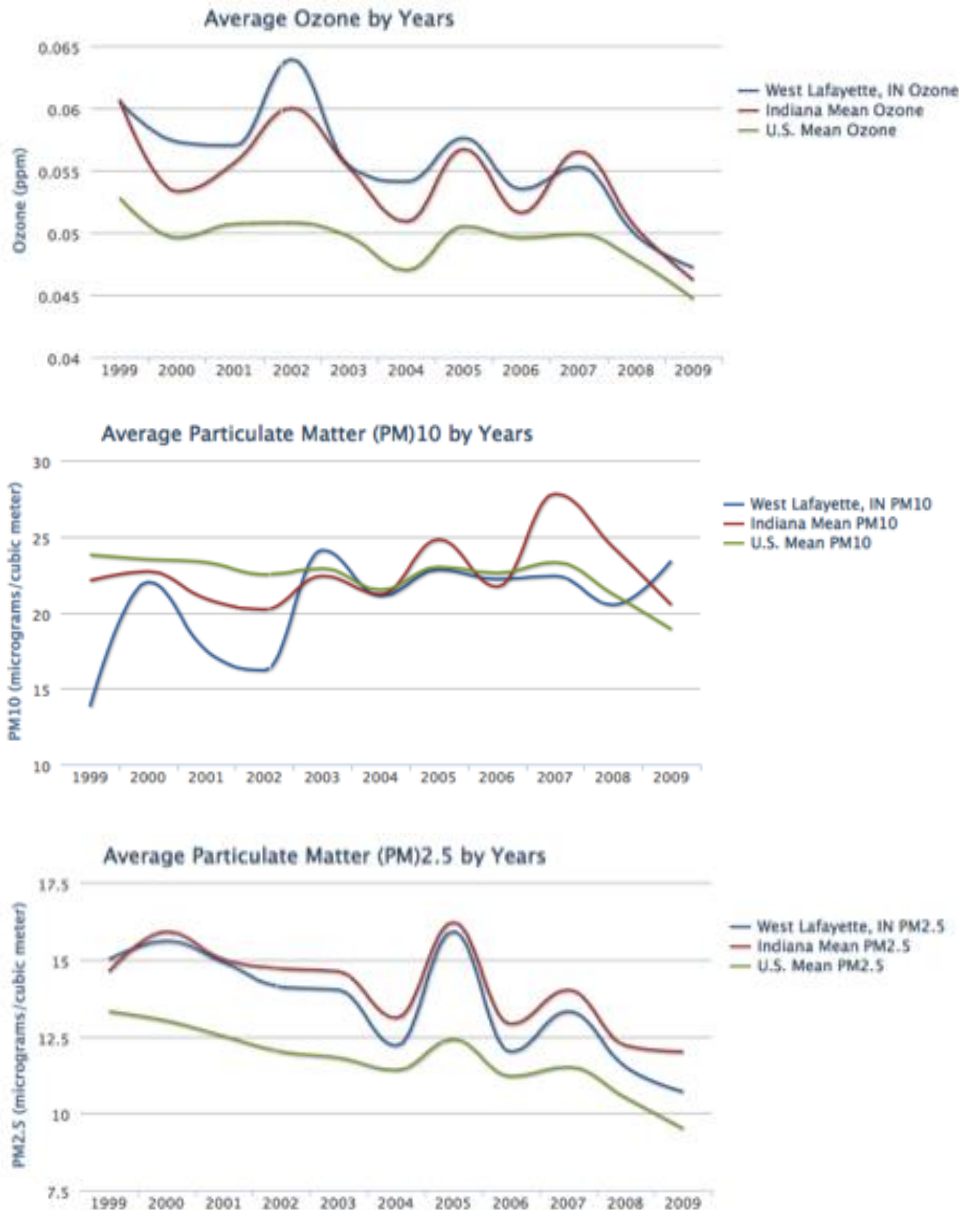 Average Ozone by Years
0.065
0.06
0.055
0.05
0.045
0.04
Ozone (ppm)
1999 2000 2001 2002 2003 2004 2005 2006 2007 2008 2009
West Lafayette, IN Ozone
Indiana Mean Ozone
U.S. Mean Ozone
Average Particulate Matter (PM)10 by Years
30
25
20
15
10
PM10 (micrograms/cubic meter)
1999 2000 2001 2002 2003 2004 2005 2006 2007 2008 2009
West Lafayette, IN PM10
Indiana Mean PM10
U.S. Mean PM10
Average Particulate Matter (PM)2.5 by Years
17.5
15
12.5
10
7.5
PM2.5 (micrograms/cubic meter)
1999 2000 2001 2002 2003 2004 2005 2006 2007 2008 2009
West Lafayette, IN PM2.5
Indiana Mean PM2.5
U.S. Mean PM2.5